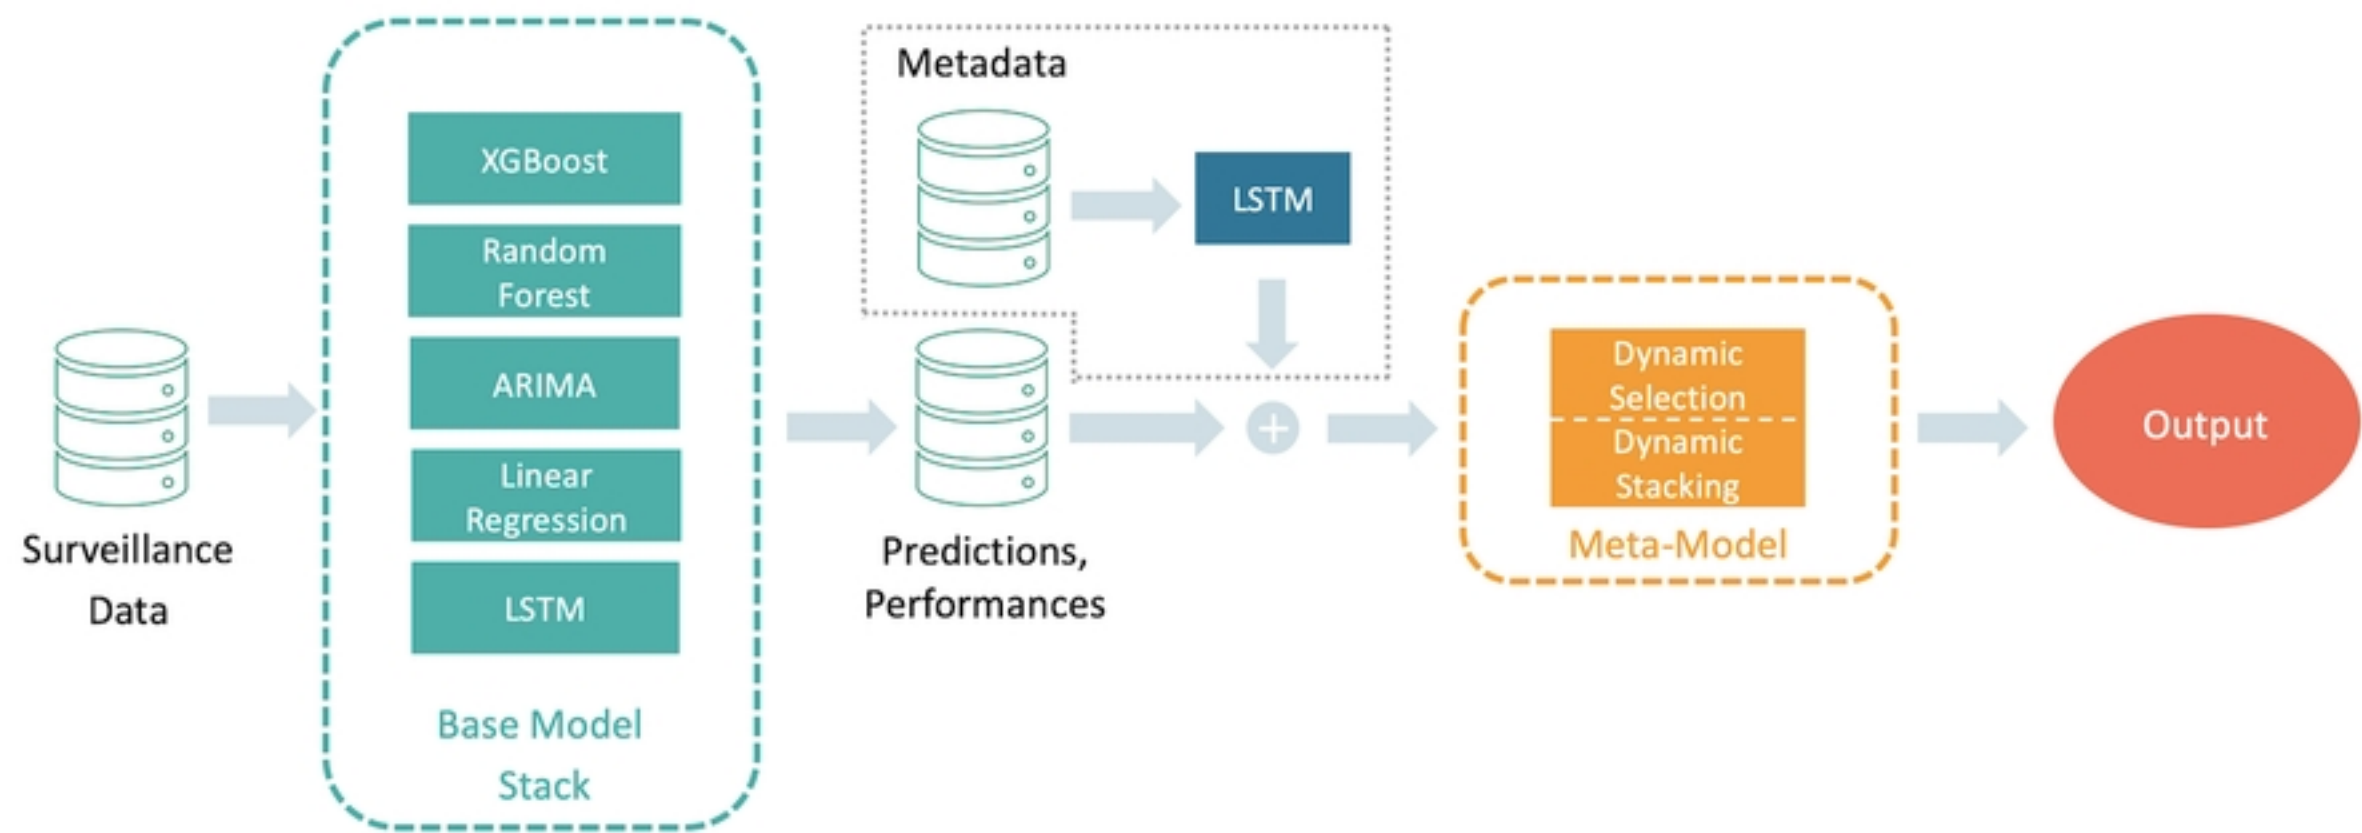 Surveillance
Data
XGBoost
Random
Forest
ARIMA
Linear
Regression
LSTM
Base Model
Stack
Metadata
LSTM
Predictions,
Performances
+
Dynamic
Selection
Dynamic
Stacking
Meta-Model
Output